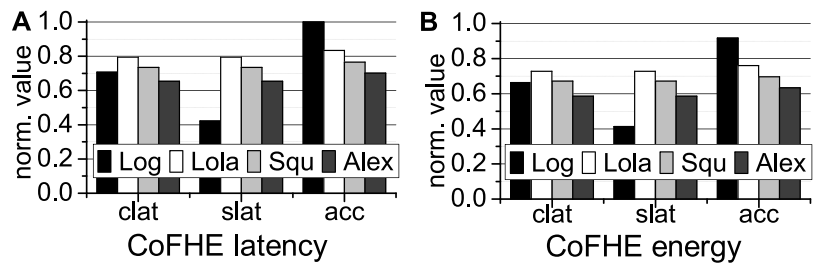 A
norm. value
1.0
0.8
0.6
0.4
0.2
0.0
Log Lola Squ Alex
clat slat acc
CoFHE latency
B
norm. value
1.0
0.8
0.6
0.4
0.2
0.0
Log Lola Squ Alex
clat slat acc
CoFHE energy